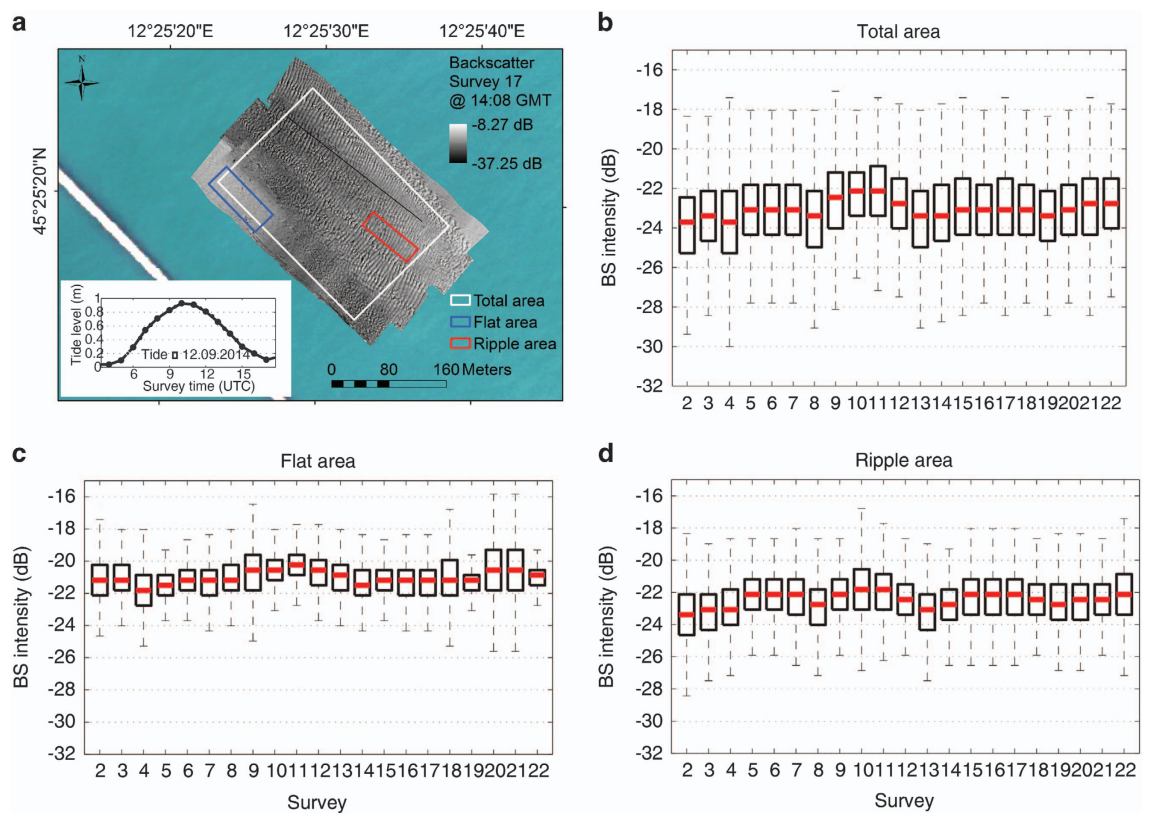 a
12°25'20"E 12°25'30"E 12°25'40"E
45°25'20"N
N
Backscatter
Survey 17
@ 14:08 GMT
-8.27 dB
-37.25 dB
Total area
Flat area
Ripple area
0 80 160 Meters
Tide level (m)
1
0.8
0.6
0.4
0.2
0
Tide 12.09.2014
6 9 12 15
Survey time (UTC)
b
Total area
BS intensity (dB)
-16
-18
-20
-22
-24
-26
-28
-30
-32
2 3 4 5 6 7 8 9 10 11 12 13 14 15 16 17 18 19 20 21 22
c
Flat area
BS intensity (dB)
-16
-18
-20
-22
-24
-26
-28
-30
-32
2 3 4 5 6 7 8 9 10 11 12 13 14 15 16 17 18 19 20 21 22
Survey
d
Ripple area
BS intensity (dB)
-16
-18
-20
-22
-24
-26
-28
-30
-32
2 3 4 5 6 7 8 9 10 11 12 13 14 15 16 17 18 19 20 21 22
Survey